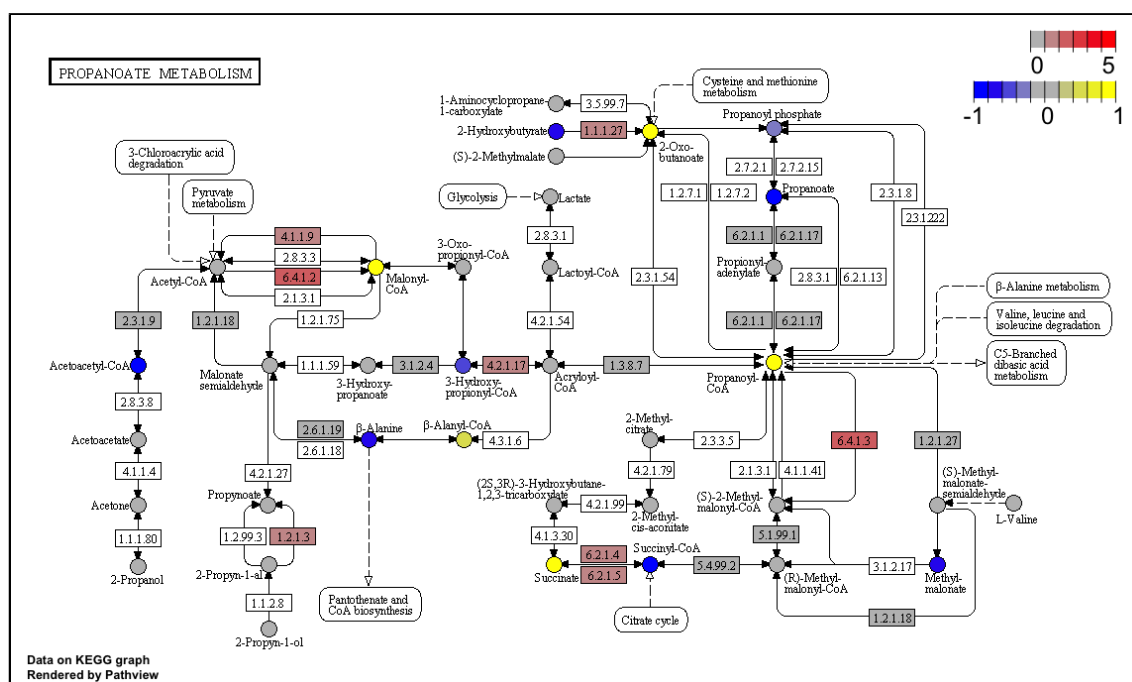 PROPANOATE METABOLISM
0 5
-1 0 1
Cysteine and methionine
metabolism
1-Aminocyclopropane
1-carboxylate
3.5.99.7
Propanoyl phosphate
2-Hydroxybutyrate
1.1.1.27
2-Oxo-
butanoate
(S)-2-Methylmalate
3-Chloroacrylic acid
degradation
Pyruvate
metabolism
Glycolysis
Lactate
2.7.2.1
2.7.2.15
1.2.7.1
1.2.7.2
Propanoate
2.3.1.8
2.3.1.222
4.1.1.9
2.8.3.3
6.4.1.2
2.1.3.1
Acetyl-CoA
Malonyl-
CoA
3-Oxo-
propionyl-CoA
2.8.3.1
Lactoyl-CoA
6.2.1.1
6.2.1.17
Propionyl-
adenylate
2.3.1.54
2.8.3.1
6.2.1.13
β-Alanine metabolism
Valine, leucine and
isoleucine degradation
C5-Branched
dibasic acid
metabolism
2.3.1.9
1.2.1.18
1.2.1.75
4.2.1.54
6.2.1.1
6.2.1.17
Acetoacetyl-CoA
Malonate
semialdehyde
1.1.1.59
3-Hydroxy-
propanoate
3.1.2.4
3-Hydroxy-
propionyl-CoA
4.2.1.17
Acryloyl-CoA
1.3.8.7
Propanoyl-
CoA
2.8.3.8
2.6.1.19
2.6.1.18
β-Alanine
β-Alanyl-CoA
4.3.1.6
2-Methyl-
citrate
2.3.3.5
6.4.1.3
1.2.1.27
Acetoacetate
4.1.1.4
4.2.1.27
4.2.1.79
2.1.3.1
4.1.1.41
(S)-Methyl-
malonate-
semialdehyde
Acetone
Propynoate
(2S,3R)-3-Hydroxybutane-
1,2,3-tricarboxylate
4.2.1.99
2-Methyl-
cis-aconitate
(S)-2-Methyl-
malonyl-CoA
L-Valine
1.1.1.80
1.2.99.3
1.2.1.3
4.1.3.30
5.1.99.1
2-Propanol
2-Propyn-1-al
6.2.1.4
6.2.1.5
Succinate
Succinyl-CoA
5.4.99.2
(R)-Methyl-
malonyl-CoA
3.1.2.17
Methyl-
malonate
1.1.2.8
Pantothenate and
CoA biosynthesis
Citrate cycle
1.2.1.18
2-Propyn-1-ol
Data on KEGG graph
Rendered by Pathview